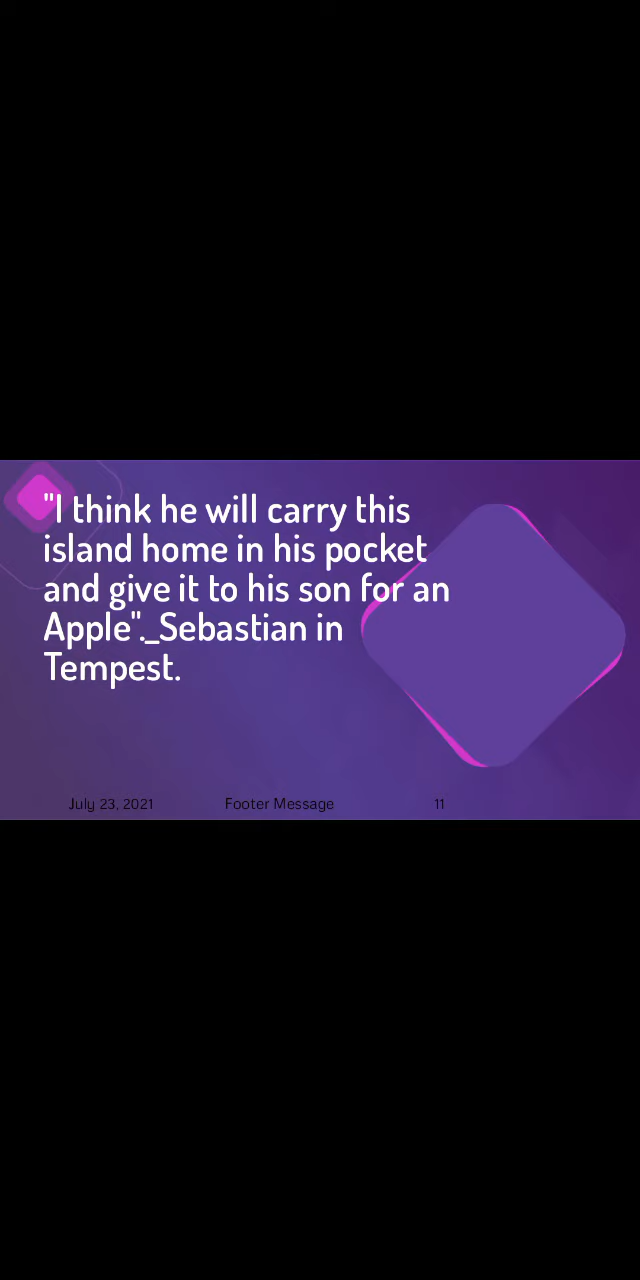 "I think he will carry this
island home in his pocket
and give it to his son for an
Apple"._Sebastian in
Tempest.
July 23, 2021 Footer Message 11